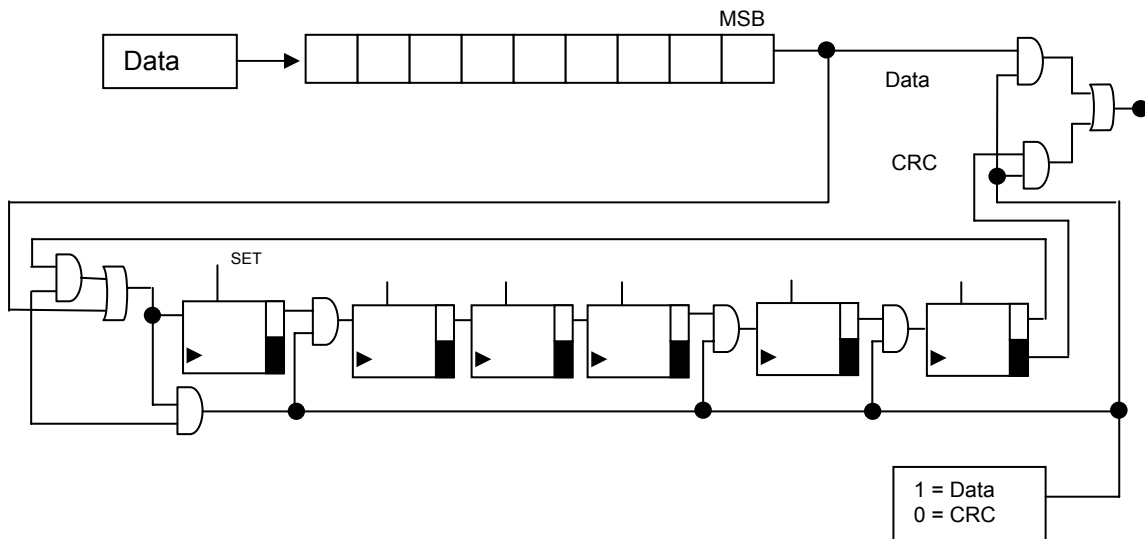 MSB
Data
Data
CRC
SET
1 = Data
0 = CRC